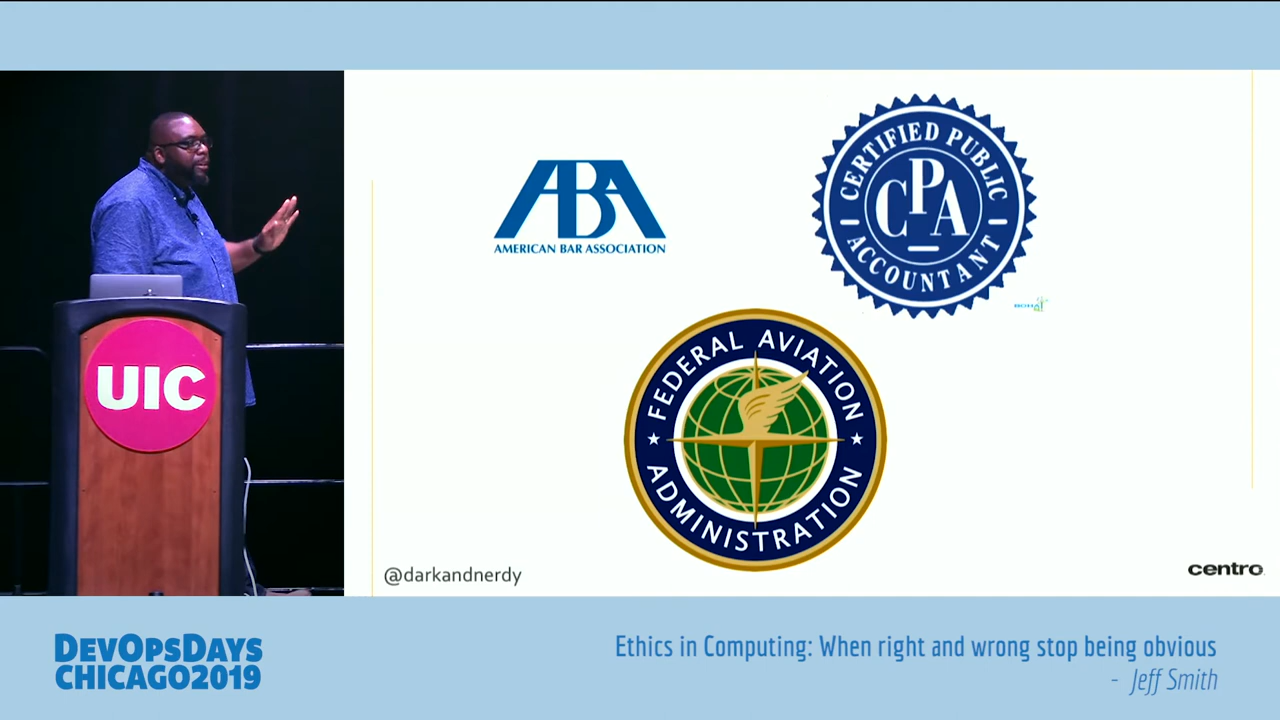 UIC
ABA
AMERICAN BAR ASSOCIATION
CERTIFIED PUBLIC
CPA
ACCOUNTANT
FEDERAL AVIATION
ADMINISTRATION
@darkandnerdy
centro
DEVOPSDAYS
CHICAGO2019
Ethics in Computing: When right and wrong stop being obvious
- Jeff Smith